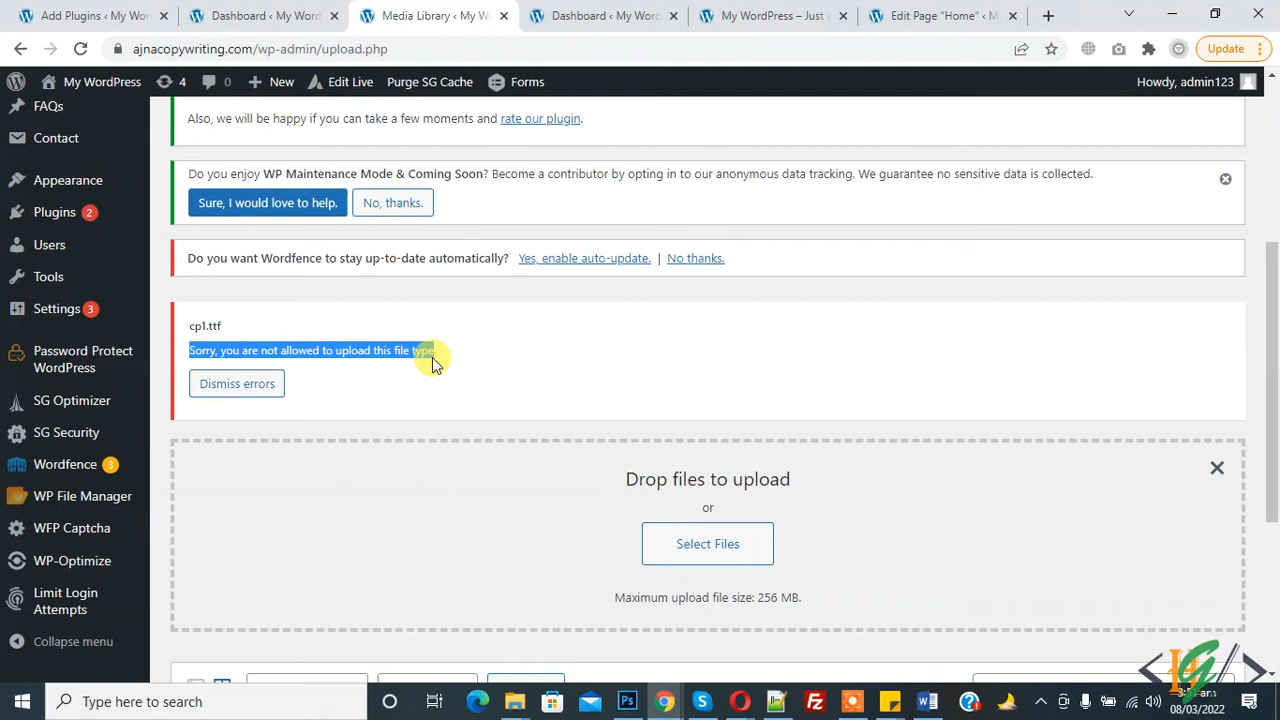 Add Plugins ‹ My Wor
Dashboard ‹ My Word
Media Library ‹ My W
Dashboard ‹ My Wor
My WordPress – Just a
Edit Page "Home" ‹ M
ajnacopywriting.com/wp-admin/upload.php
Update
My WordPress
4
0
New
Edit Live
Purge SG Cache
Forms
Howdy, admin123
FAQs
Contact
Appearance
Plugins 2
Users
Tools
Settings 3
Password Protect
WordPress
SG Optimizer
SG Security
Wordfence 3
WP File Manager
WFP Captcha
WP-Optimize
Limit Login
Attempts
Collapse menu
Also, we will be happy if you can take a few moments and rate our plugin.
Do you enjoy WP Maintenance Mode & Coming Soon? Become a contributor by opting in to our anonymous data tracking. We guarantee no sensitive data is collected.
Sure, I would love to help.
No, thanks.
Do you want Wordfence to stay up-to-date automatically? Yes, enable auto-update. | No thanks.
cp1.ttf
Sorry, you are not allowed to upload this file type.
Dismiss errors
Drop files to upload
or
Select Files
Maximum upload file size: 256 MB.
Type here to search
08/03/2022